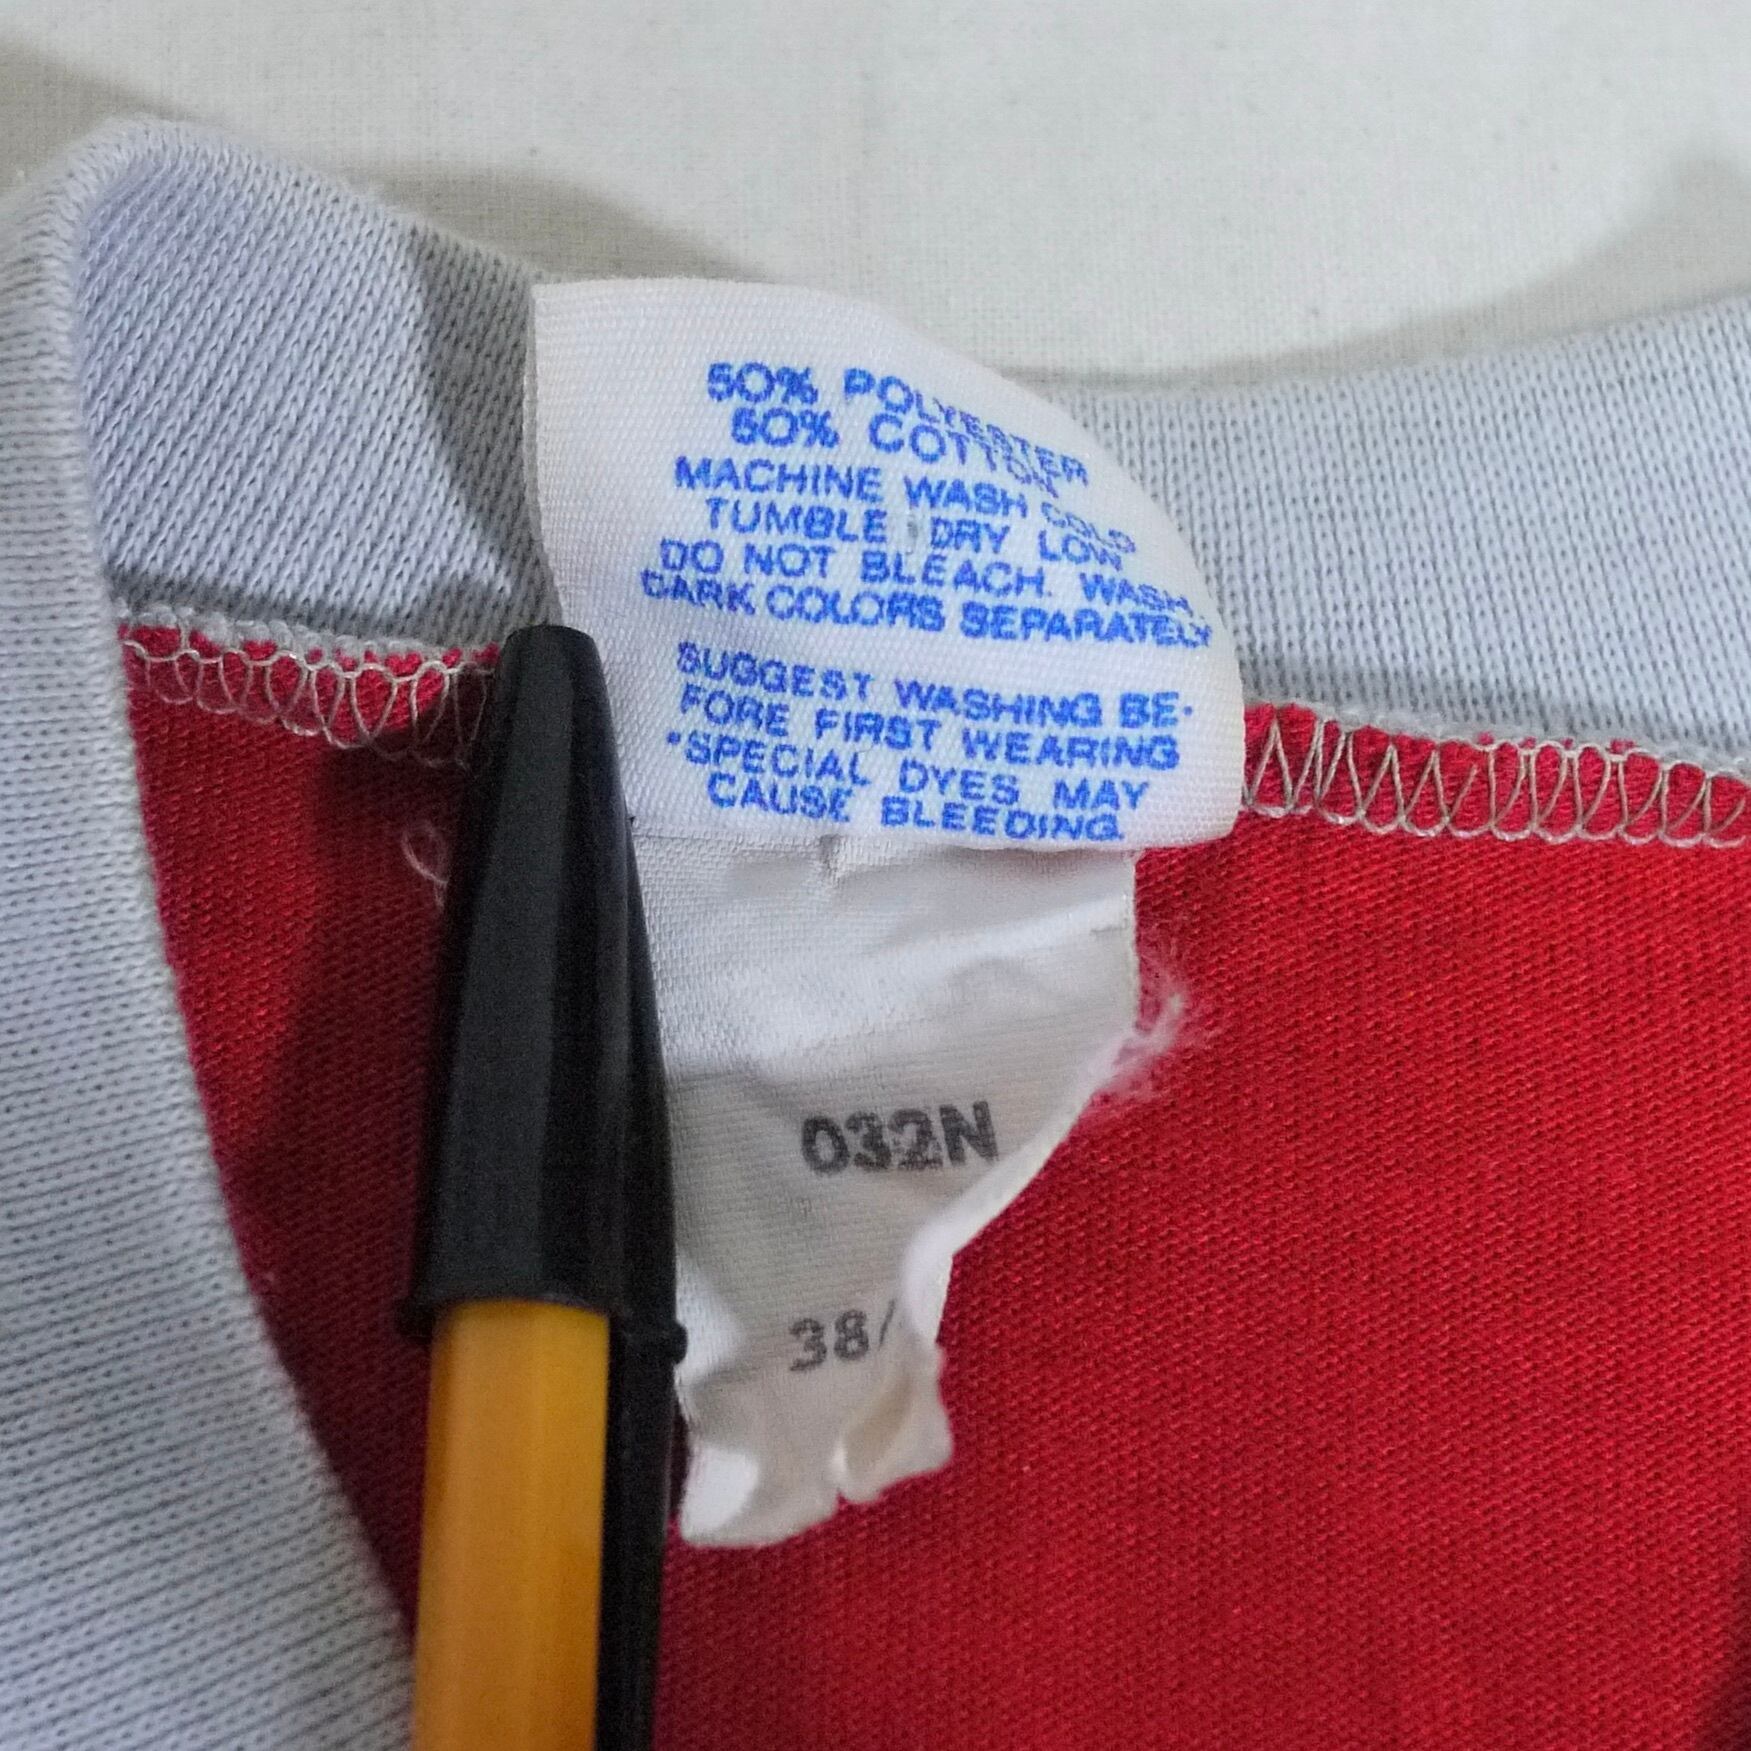 50% POLYESTER
50% COTTON
MACHINE WASH COLD
TUMBLE DRY LOW
DO NOT BLEACH. WASH
DARK COLORS SEPARATELY
SUGGEST WASHING BE-
FORE FIRST WEARING
*SPECIAL DYES MAY
CAUSE BLEEDING.
032N
38/